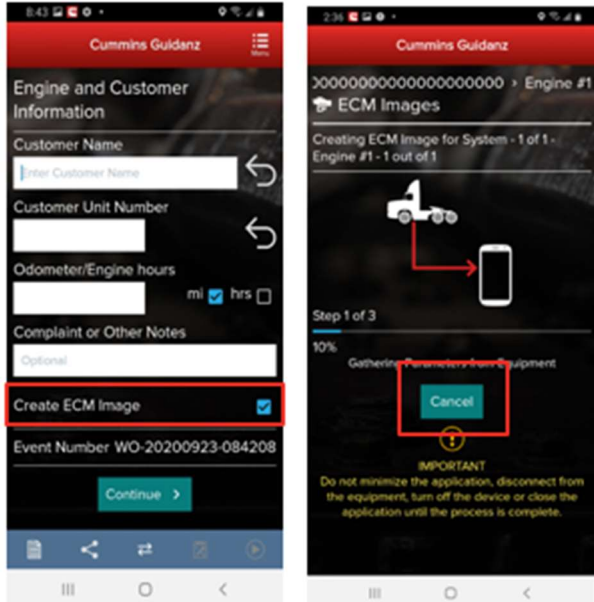 8:43
Cummins Guidanz
Menu
Engine and Customer
Information
Customer Name
Enter Customer Name
Customer Unit Number
Odometer/Engine hours
mi hrs
Complaint or Other Notes
Optional
Create ECM Image
Event Number WO-20200923-084208
Continue >
2:36
Cummins Guidanz
> Engine #1
ECM Images
Creating ECM Image for System - 1 of 1 -
Engine #1 - 1 out of 1
Step 1 of 3
10%
Gathering Parameters from Equipment
Cancel
IMPORTANT
Do not minimize the application, disconnect from
the equipment, turn off the device or close the
application until the process is complete.